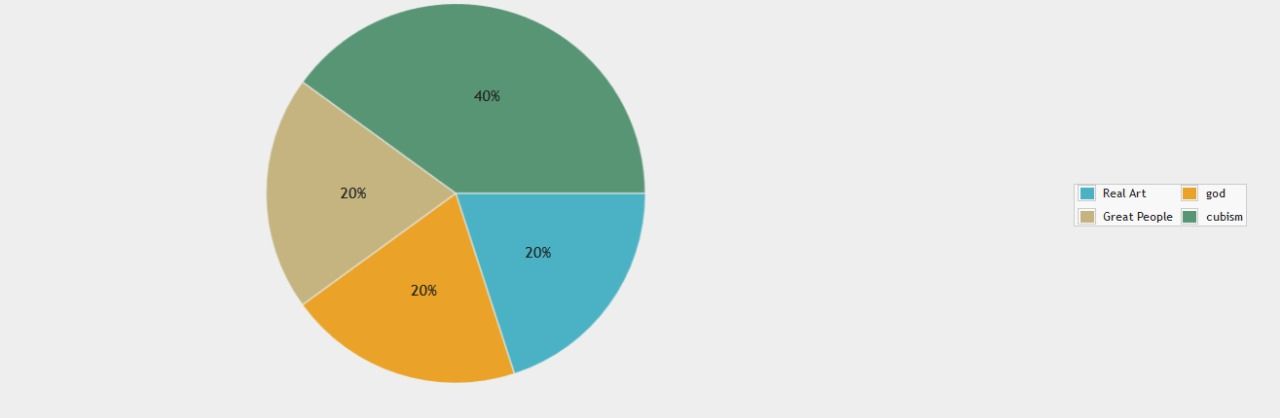 40%
20%
20%
20%
Real Art
god
Great People
cubism